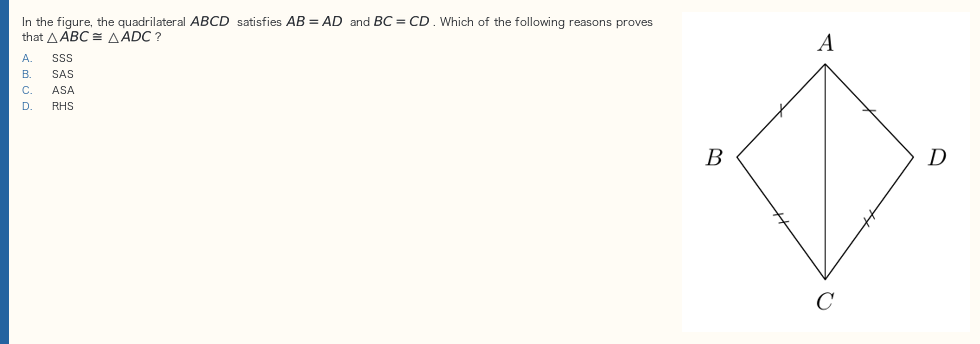 In the figure, the quadrilateral ABCD satisfies AB = AD and BC = CD . Which of the following reasons proves
that △ ABC ≅ △ ADC ?
A. SSS
B. SAS
C. ASA
D. RHS
A
B
D
C